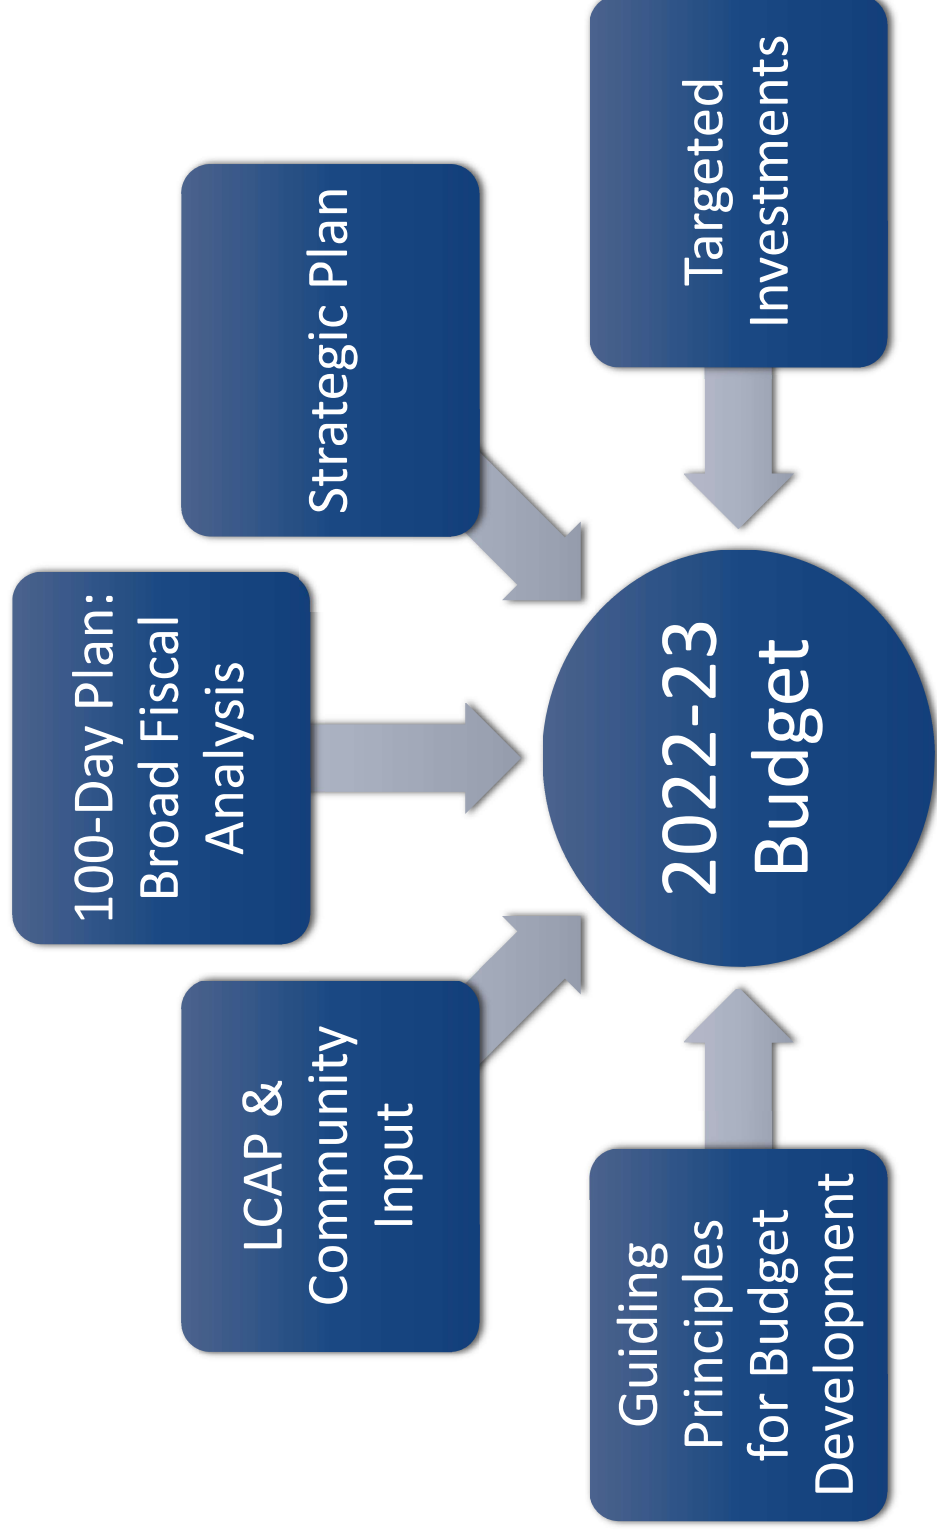 Guiding
Principles
for Budget
Development
LCAP &
Community
Input
100-Day Plan:
Broad Fiscal
Analysis
Strategic Plan
Targeted
Investments
2022-23
Budget